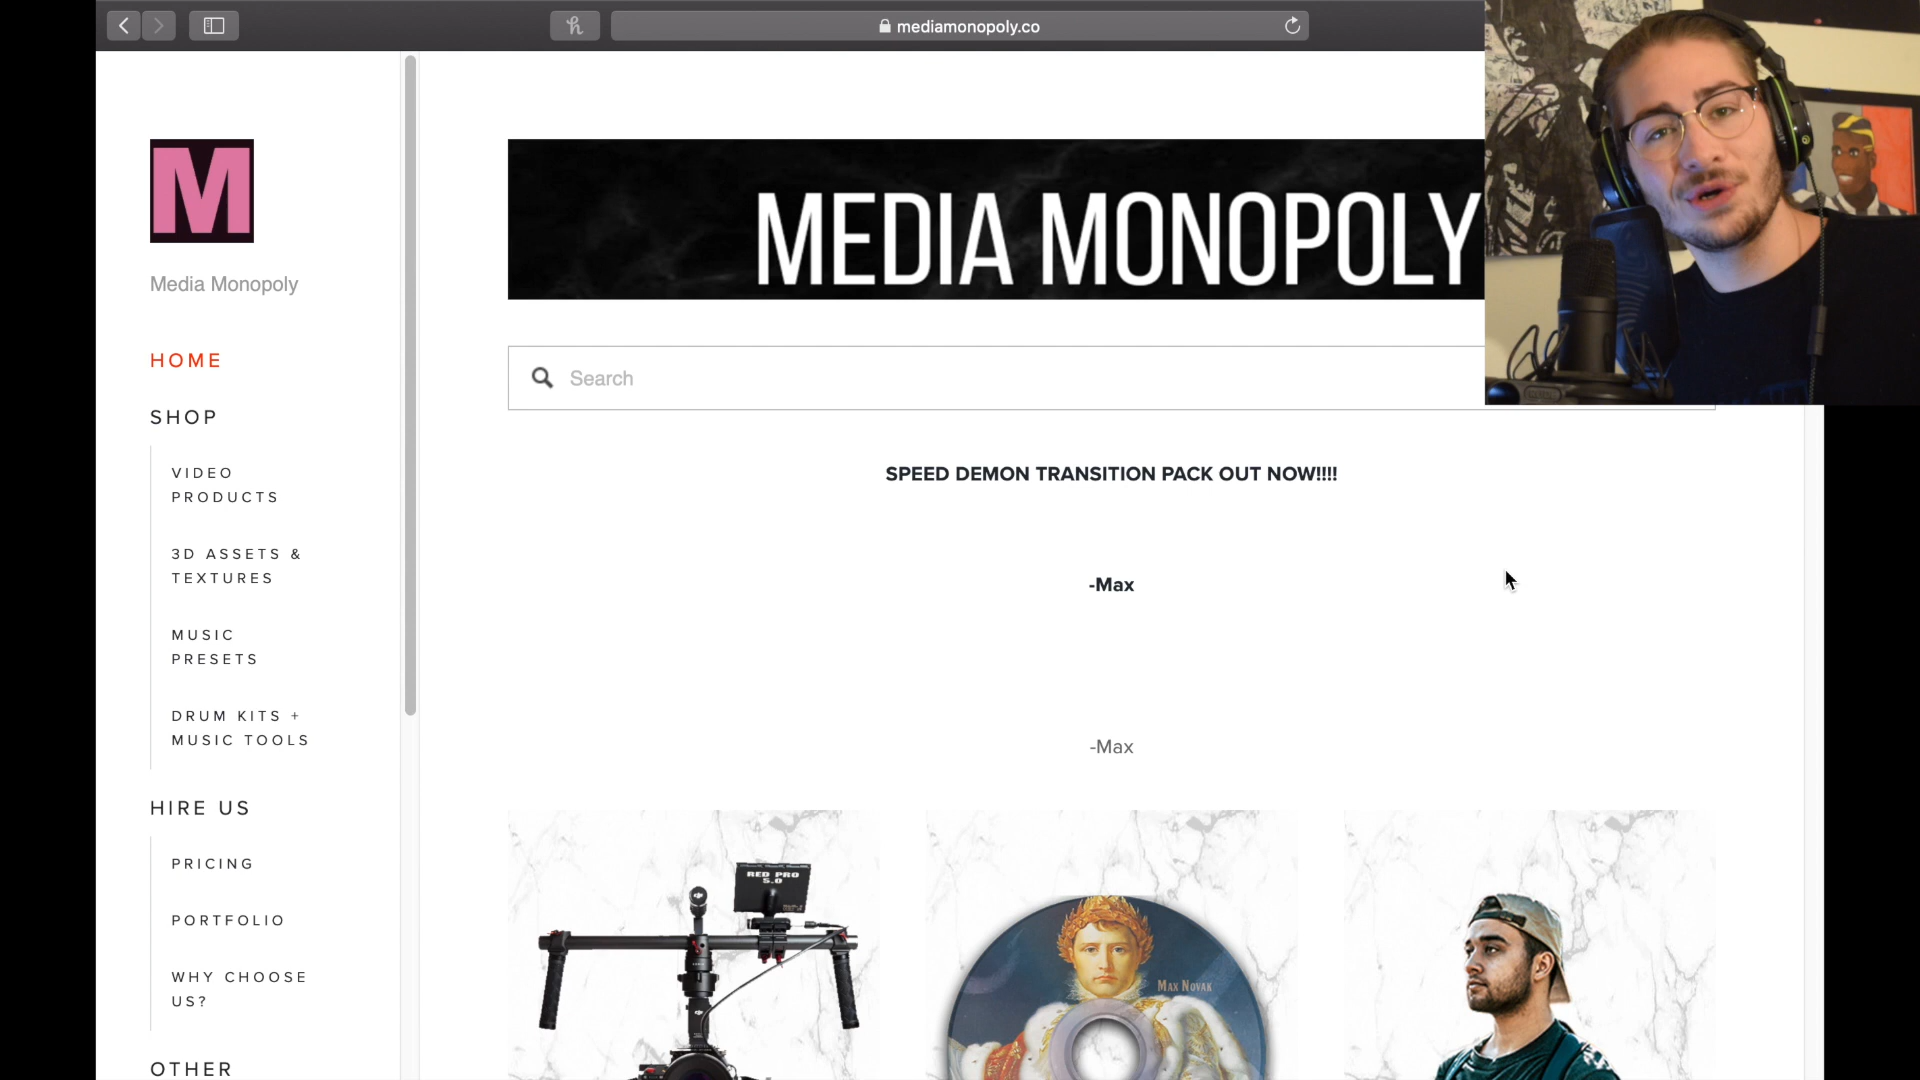 mediamonopoly.co
M
Media Monopoly
HOME
SHOP
VIDEO
PRODUCTS
3D ASSETS &
TEXTURES
MUSIC
PRESETS
DRUM KITS +
MUSIC TOOLS
HIRE US
PRICING
PORTFOLIO
WHY CHOOSE
US?
OTHER
MEDIA MONOPOLY
Search
SPEED DEMON TRANSITION PACK OUT NOW!!!!
-Max
-Max
RED PRO
5.0
MAX NOVAK